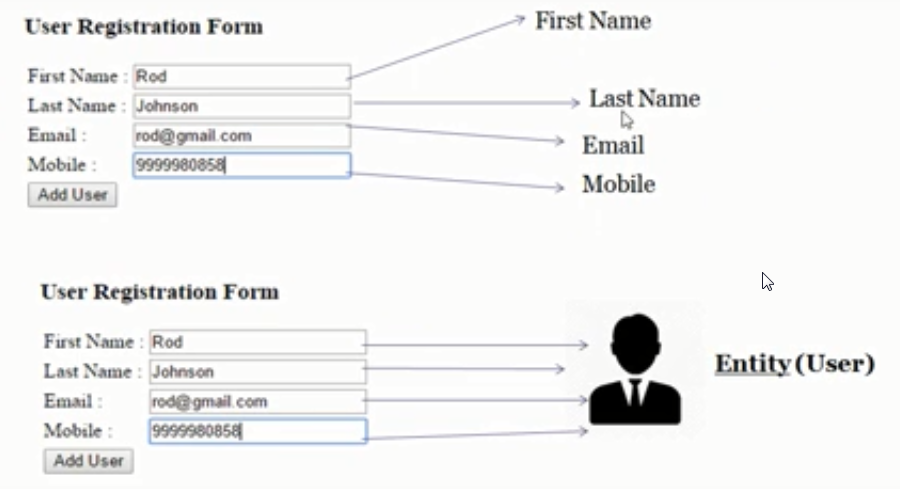 User Registration Form
First Name : Rod
Last Name : Johnson
Email : rod@gmail.com
Mobile : 9999980858
Add User
First Name
Last Name
Email
Mobile
User Registration Form
First Name : Rod
Last Name : Johnson
Email : rod@gmail.com
Mobile : 9999980858
Add User
Entity (User)